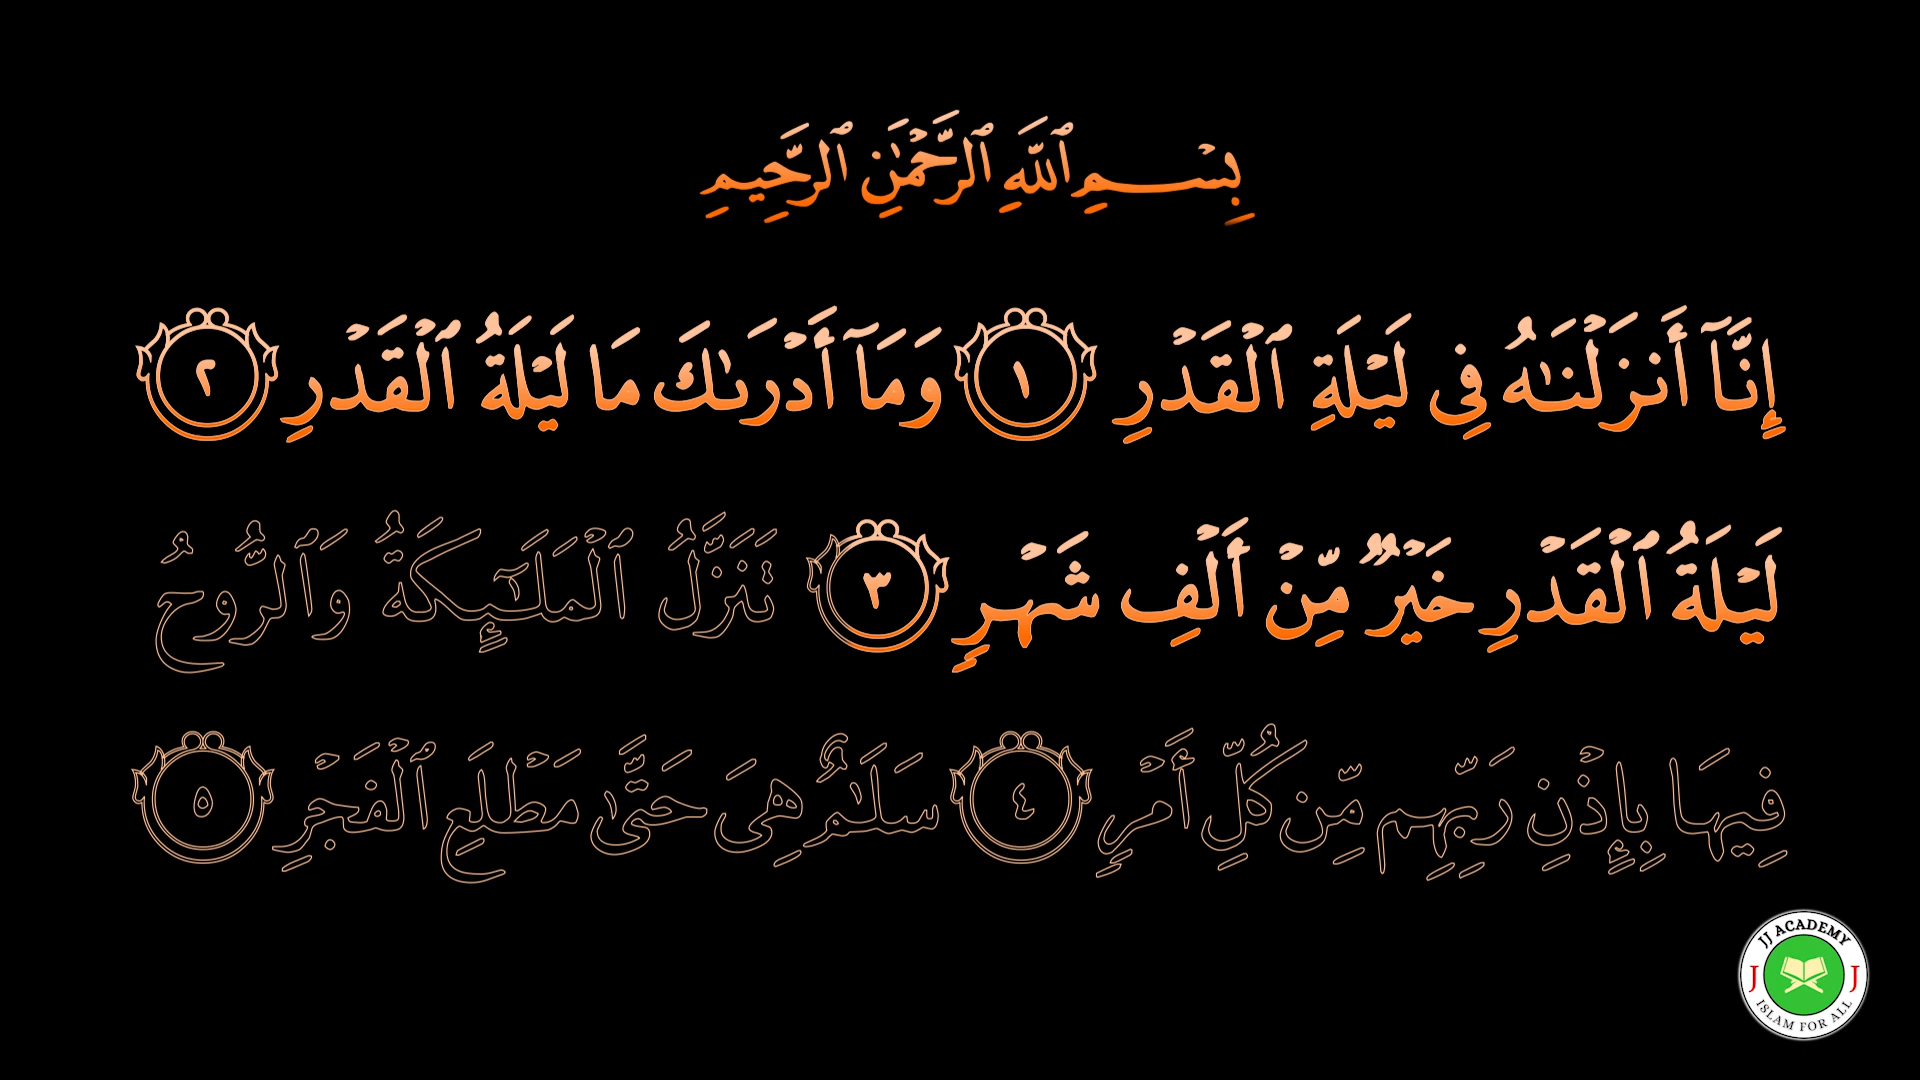 بِسْمِ ٱللَّهِ ٱلرَّحْمَٰنِ ٱلرَّحِيمِ
إِنَّآ أَنزَلْنَٰهُ فِى لَيْلَةِ ٱلْقَدْرِ ١ وَمَآ أَدْرَىٰكَ مَا لَيْلَةُ ٱلْقَدْرِ ٢
لَيْلَةُ ٱلْقَدْرِ خَيْرٌ مِّنْ أَلْفِ شَهْرٍ ٣ تَنَزَّلُ ٱلْمَلَٰٓئِكَةُ وَٱلرُّوحُ
فِيهَا بِإِذْنِ رَبِّهِم مِّن كُلِّ أَمْرٍ ٤ سَلَٰمٌ هِىَ حَتَّىٰ مَطْلَعِ ٱلْفَجْرِ ٥
JJ ACADEMY
J J
ISLAM FOR ALL